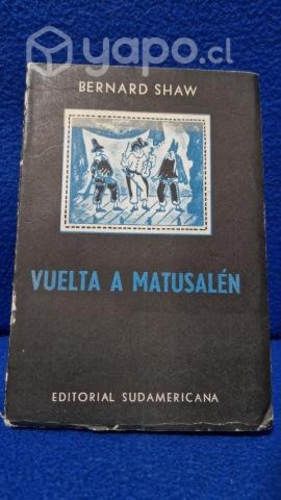 yapo.cl
BERNARD SHAW
VUELTA A MATUSALÉN
EDITORIAL SUDAMERICANA